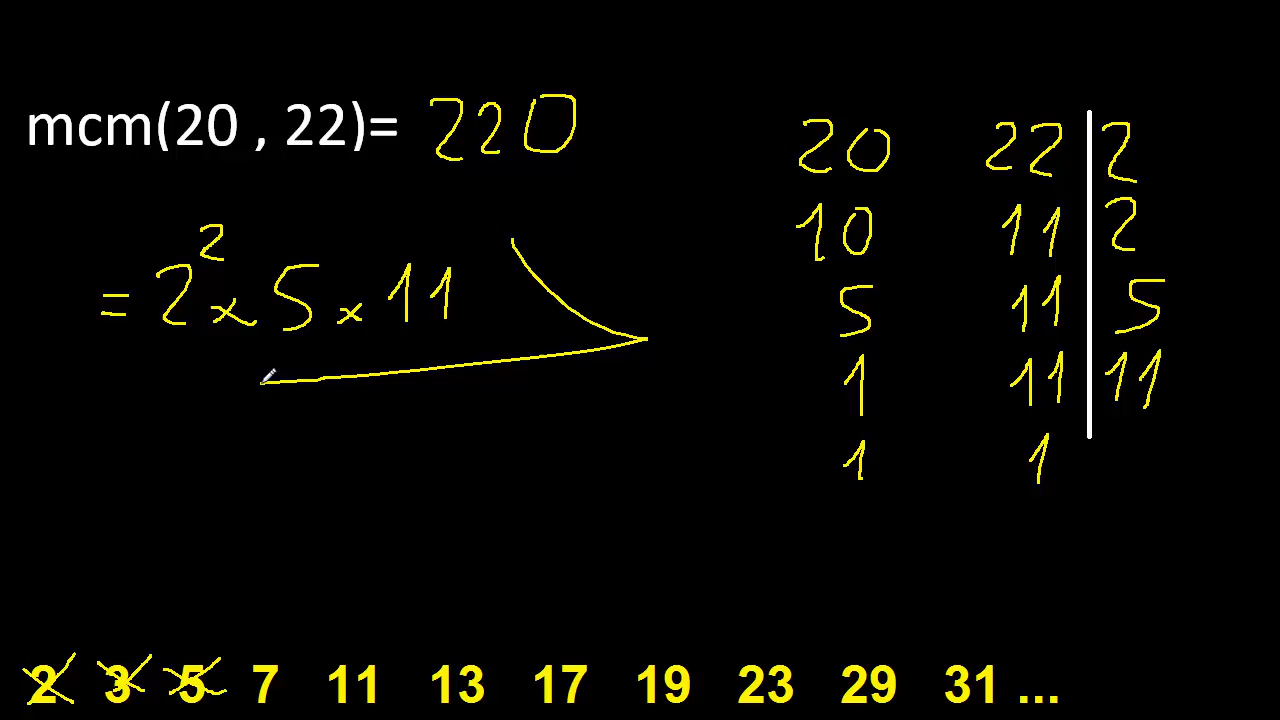 mcm(20 , 22)= 220
= 2² × 5 × 11
20 22 | 2
10 11 | 2
5 11 | 5
1 11 | 11
1 1
2 3 5 7 11 13 17 19 23 29 31 ...